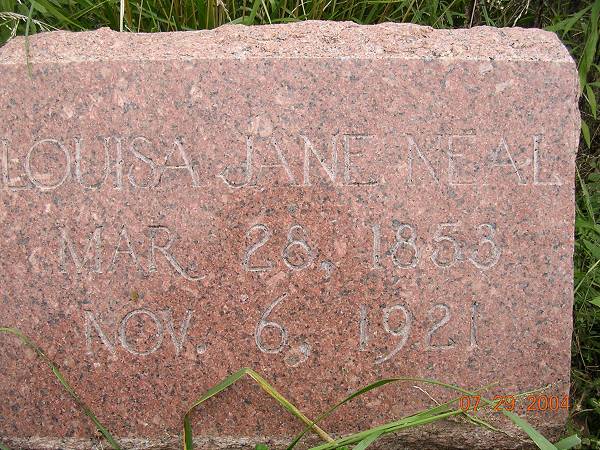 LOUISA JANE NEAL
MAR. 28, 1853
NOV. 6, 1921
07-29-2004